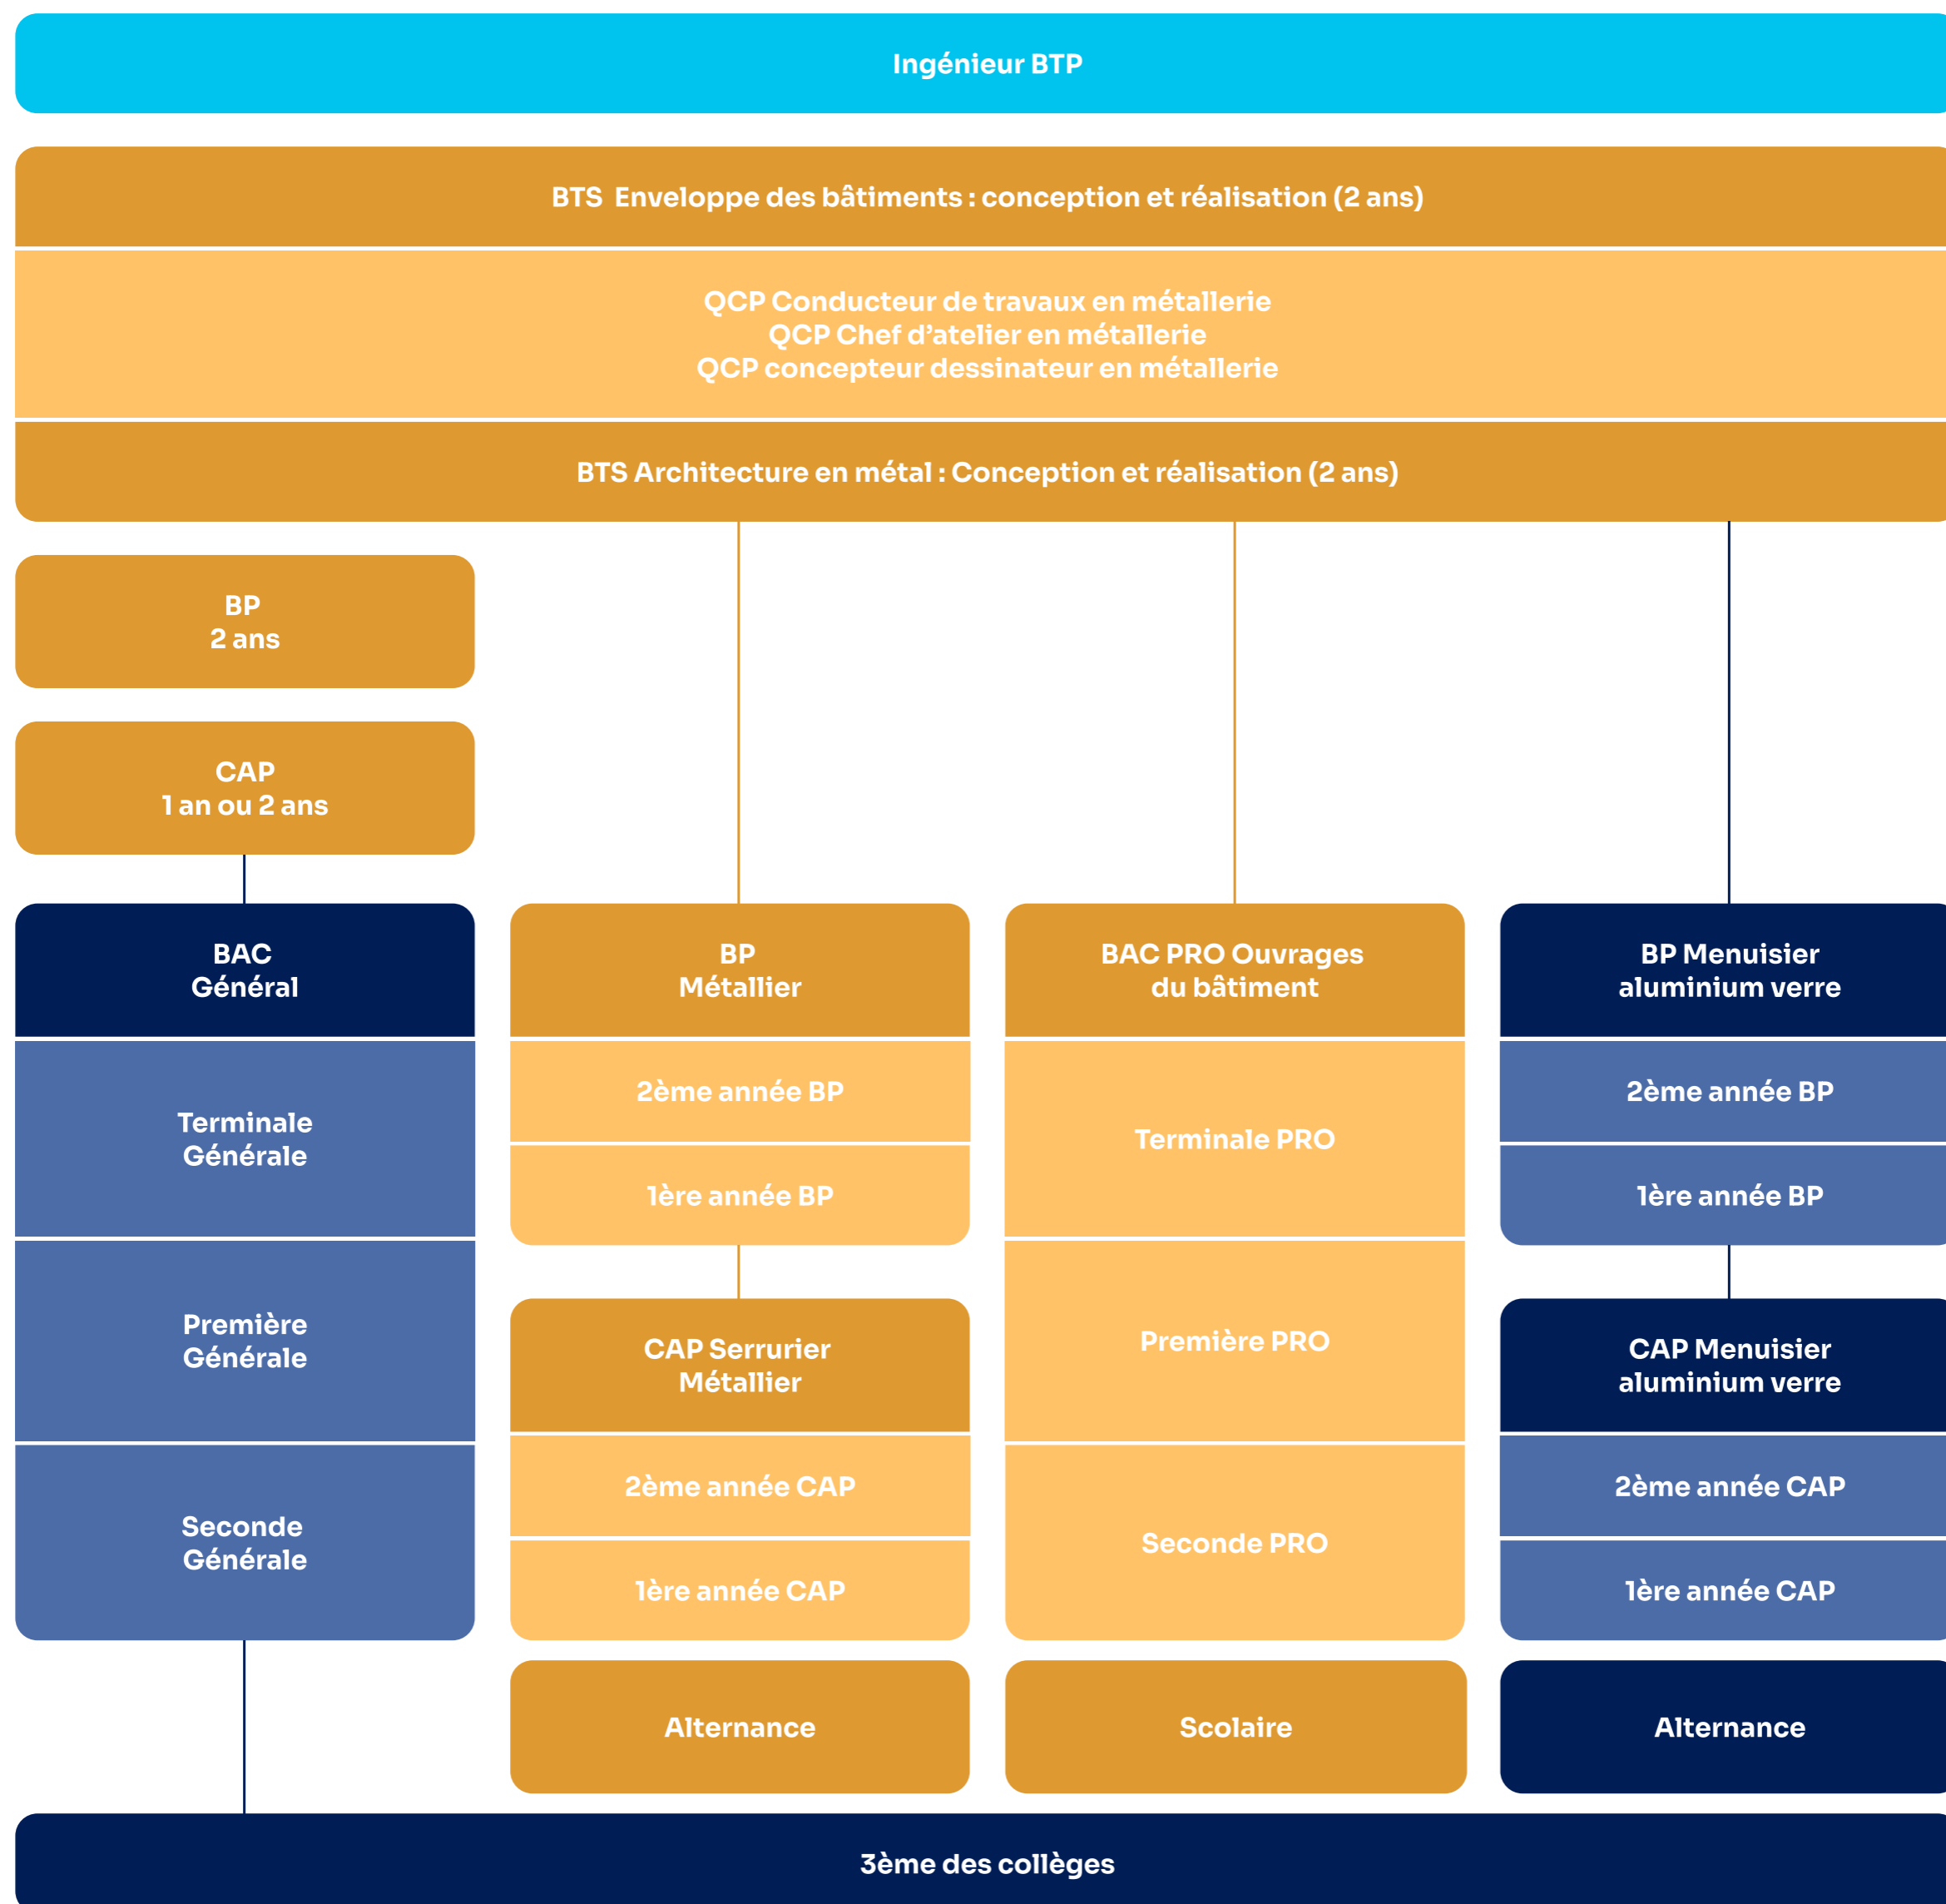 Ingénieur BTP
BTS Enveloppe des bâtiments : conception et réalisation (2 ans)
QCP Conducteur de travaux en métallerie
QCP Chef d’atelier en métallerie
QCP concepteur dessinateur en métallerie
BTS Architecture en métal : Conception et réalisation (2 ans)
BP
2 ans
CAP
1 an ou 2 ans
BAC
Général
Terminale
Générale
Première
Générale
Seconde
Générale
BP
Métallier
2ème année BP
1ère année BP
CAP Serrurier
Métallier
2ème année CAP
1ère année CAP
Alternance
BAC PRO Ouvrages
du bâtiment
Terminale PRO
Première PRO
Seconde PRO
Scolaire
BP Menuisier
aluminium verre
2ème année BP
1ère année BP
CAP Menuisier
aluminium verre
2ème année CAP
1ère année CAP
Alternance
3ème des collèges